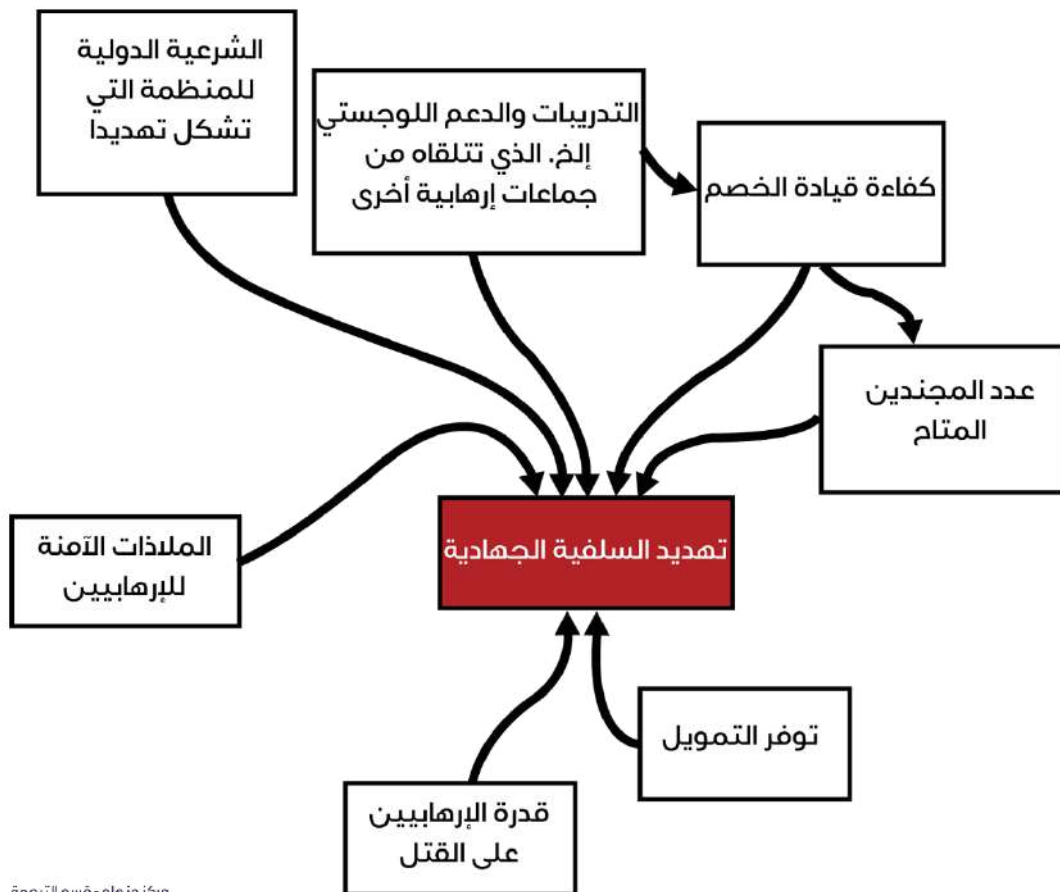 الشرعية الدولية
للمنظمة التي
تشكل تهديدا
التدريبات والدعم اللوجستي
إلخ. الذي تتلقاه من
جماعات إرهابية أخرى
كفاءة قيادة الخصم
عدد المجندين
المتاح
تهديد السلفية الجهادية
الملاذات الآمنة
للإرهابيين
توفر التمويل
قدرة الإرهابيين
على القتل